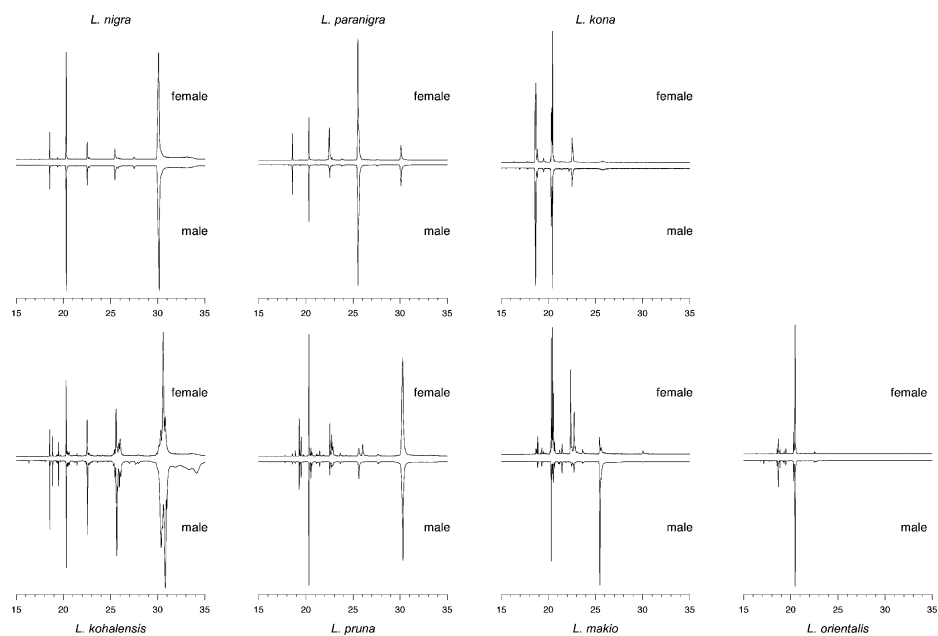 L. nigra L. paranigra L. kona
female female female
male male male
15 20 25 30 35 15 20 25 30 35 15 20 25 30 35
female female female female
male male male male
15 20 25 30 35 15 20 25 30 35 15 20 25 30 35 15 20 25 30 35
L. kohalensis L. pruna L. makio L. orientalis